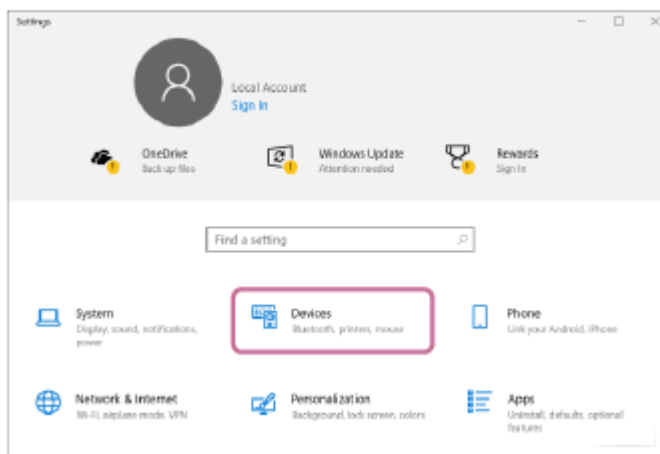 Settings
Local Account
Sign In
OneDrive
Back up files
Windows Update
Attention needed
Rewards
Sign In
Find a setting
System
Display, sound, notifications,
power
Devices
Bluetooth, printers, mouse
Phone
Link your Android, iPhone
Network & Internet
Wi-Fi, airplane mode, VPN
Personalization
Background, lock screen, colors
Apps
Uninstall, defaults, optional
features